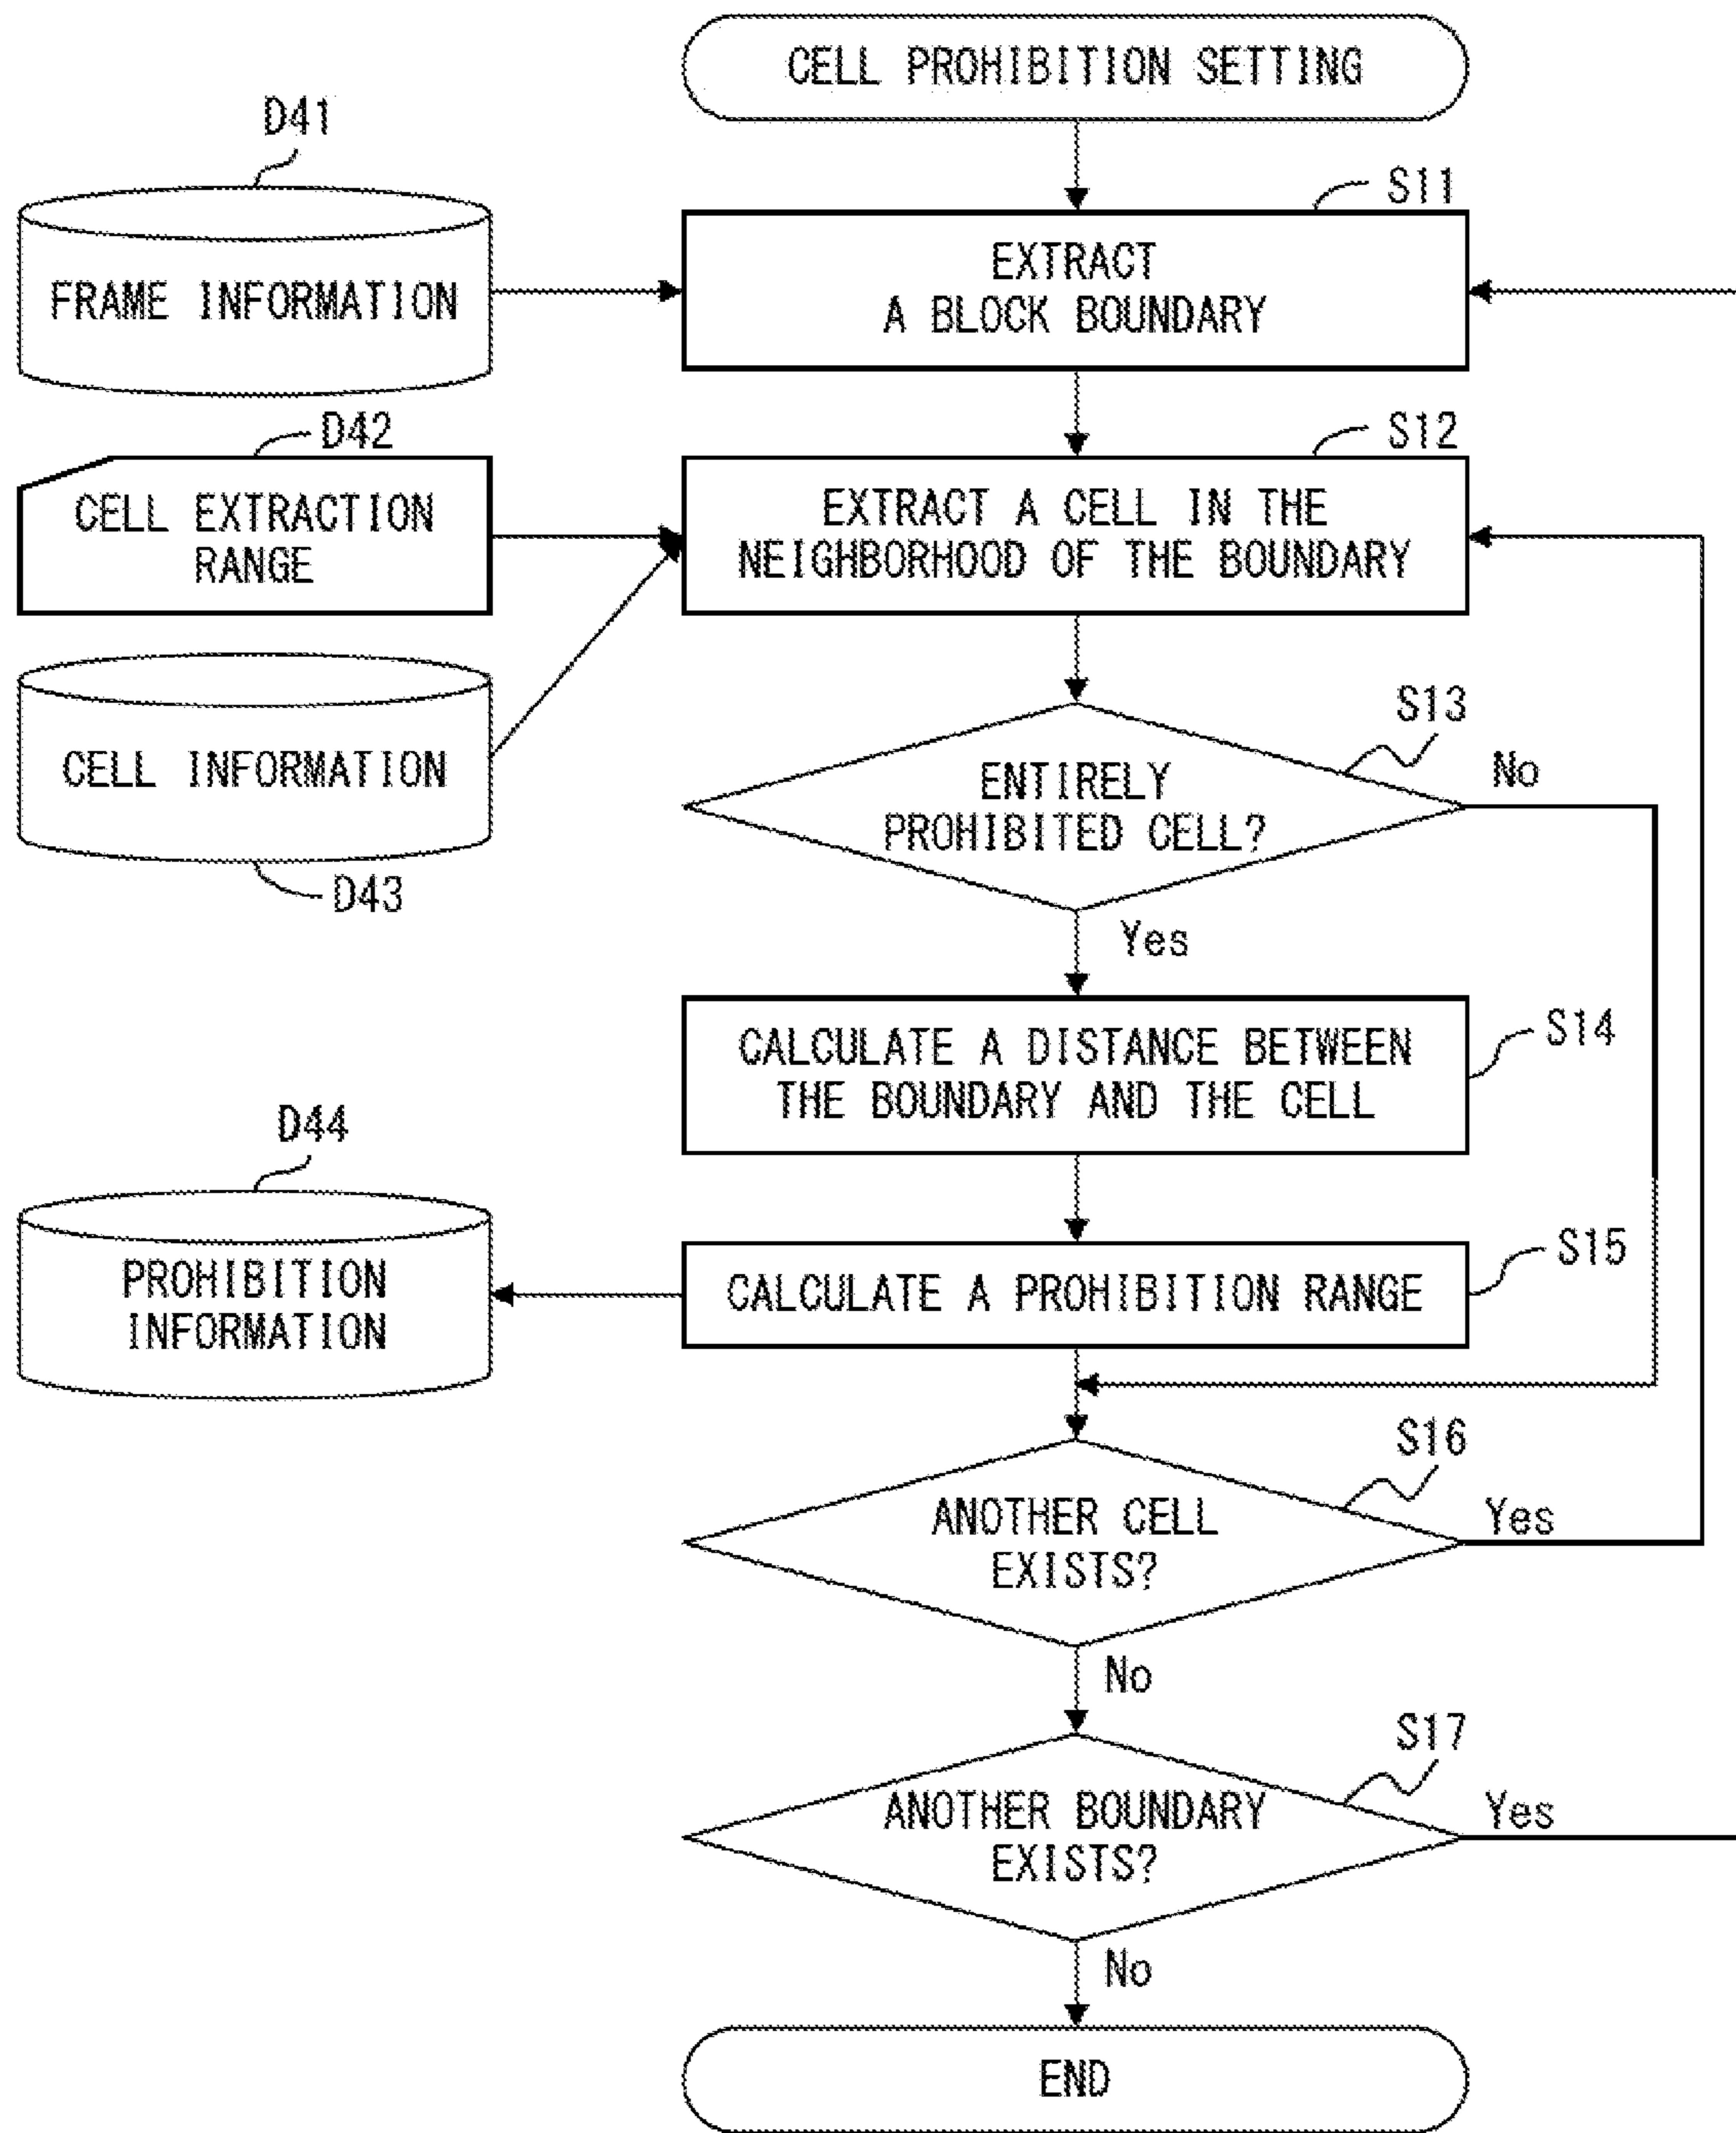 CELL PROHIBITION SETTING
D41
S11
FRAME INFORMATION
EXTRACT
A BLOCK BOUNDARY
D42
S12
CELL EXTRACTION
RANGE
EXTRACT A CELL IN THE
NEIGHBORHOOD OF THE BOUNDARY
S13
CELL INFORMATION
D43
ENTIRELY
PROHIBITED CELL?
No
Yes
CALCULATE A DISTANCE BETWEEN
THE BOUNDARY AND THE CELL
S14
D44
PROHIBITION
INFORMATION
CALCULATE A PROHIBITION RANGE
S15
S16
ANOTHER CELL
EXISTS?
Yes
No
S17
ANOTHER BOUNDARY
EXISTS?
Yes
No
END